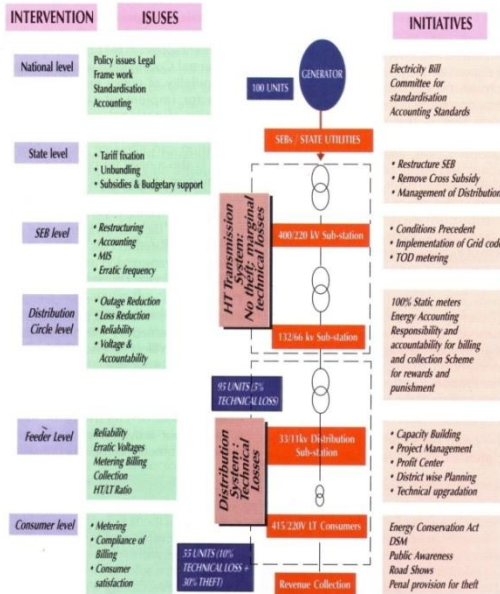 INTERVENTION
ISUSES
INITIATIVES
National level
Policy issues Legal
Frame work
Standardisation
Accounting
100 UNITS
GENERATOR
Electricity Bill
Committee for
standardisation
Accounting Standards
SEBs / STATE UTILITIES
State level
• Tariff fixation
• Unbundling
• Subsidies & Budgetary support
• Restructure SEB
• Remove Cross Subsidy
• Management of Distribution
HT Transmission
System:
No theft; marginal
technical losses
SEB level
• Restructuring
• Accounting
• MIS
• Erratic frequency
400/220 kV Sub-station
• Conditions Precedent
• Implementation of Grid code
• TOD metering
Distribution
Circle level
• Outage Reduction
• Loss Reduction
• Reliability
• Voltage &
Accountability
132/66 kv Sub-station
100% Static meters
Energy Accounting
Responsibility and
accountability for billing
and collection Scheme
for rewards and
punishment
95 UNITS (5%
TECHNICAL LOSS)
Feeder Level
Reliability
Erratic Voltages
Metering Billing
Collection
HT/LT Ratio
Distribution
System :
Technical
Losses
33/11kv Distribution
Sub-station
• Capacity Building
• Project Management
• Profit Center
• District wise Planning
• Technical upgradation
Consumer level
• Metering
• Compliance of
Billing
• Consumer
satisfaction
415/220V LT Consumers
55 UNITS (10%
TECHNICAL LOSS +
30% THEFT)
Revenue Collection
Energy Conservation Act
DSM
Public Awareness
Road Shows
Penal provision for theft